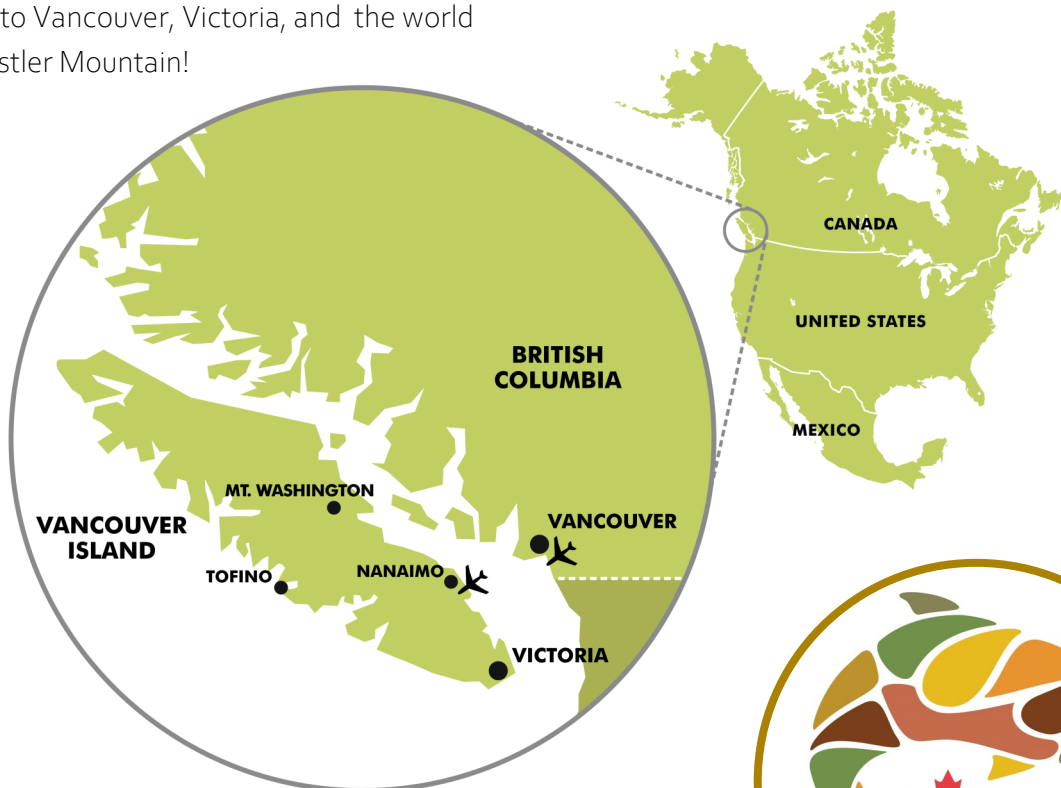 to Vancouver, Victoria, and the world
stler Mountain!
CANADA
UNITED STATES
MEXICO
BRITISH
COLUMBIA
MT. WASHINGTON
VANCOUVER
ISLAND
VANCOUVER
TOFINO
NANAIMO
VICTORIA